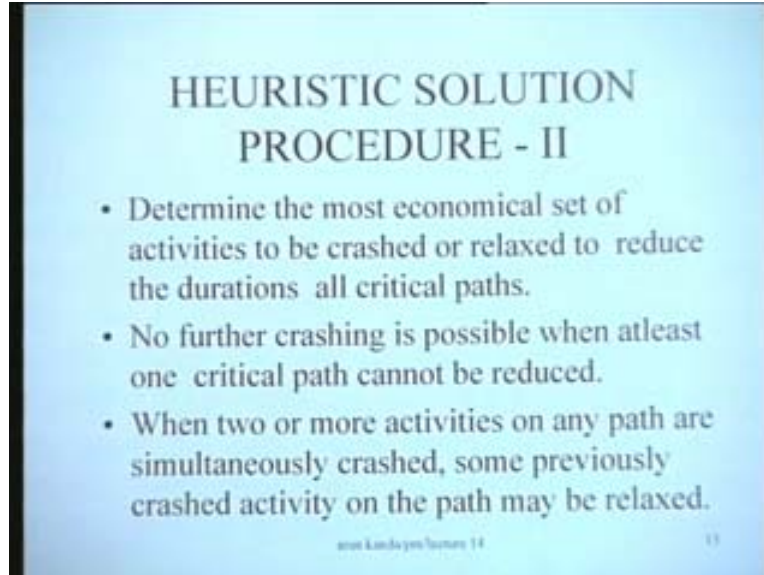 HEURISTIC SOLUTION
PROCEDURE - II
• Determine the most economical set of
activities to be crashed or relaxed to reduce
the durations all critical paths.
• No further crashing is possible when atleast
one critical path cannot be reduced.
• When two or more activities on any path are
simultaneously crashed, some previously
crashed activity on the path may be relaxed.
14